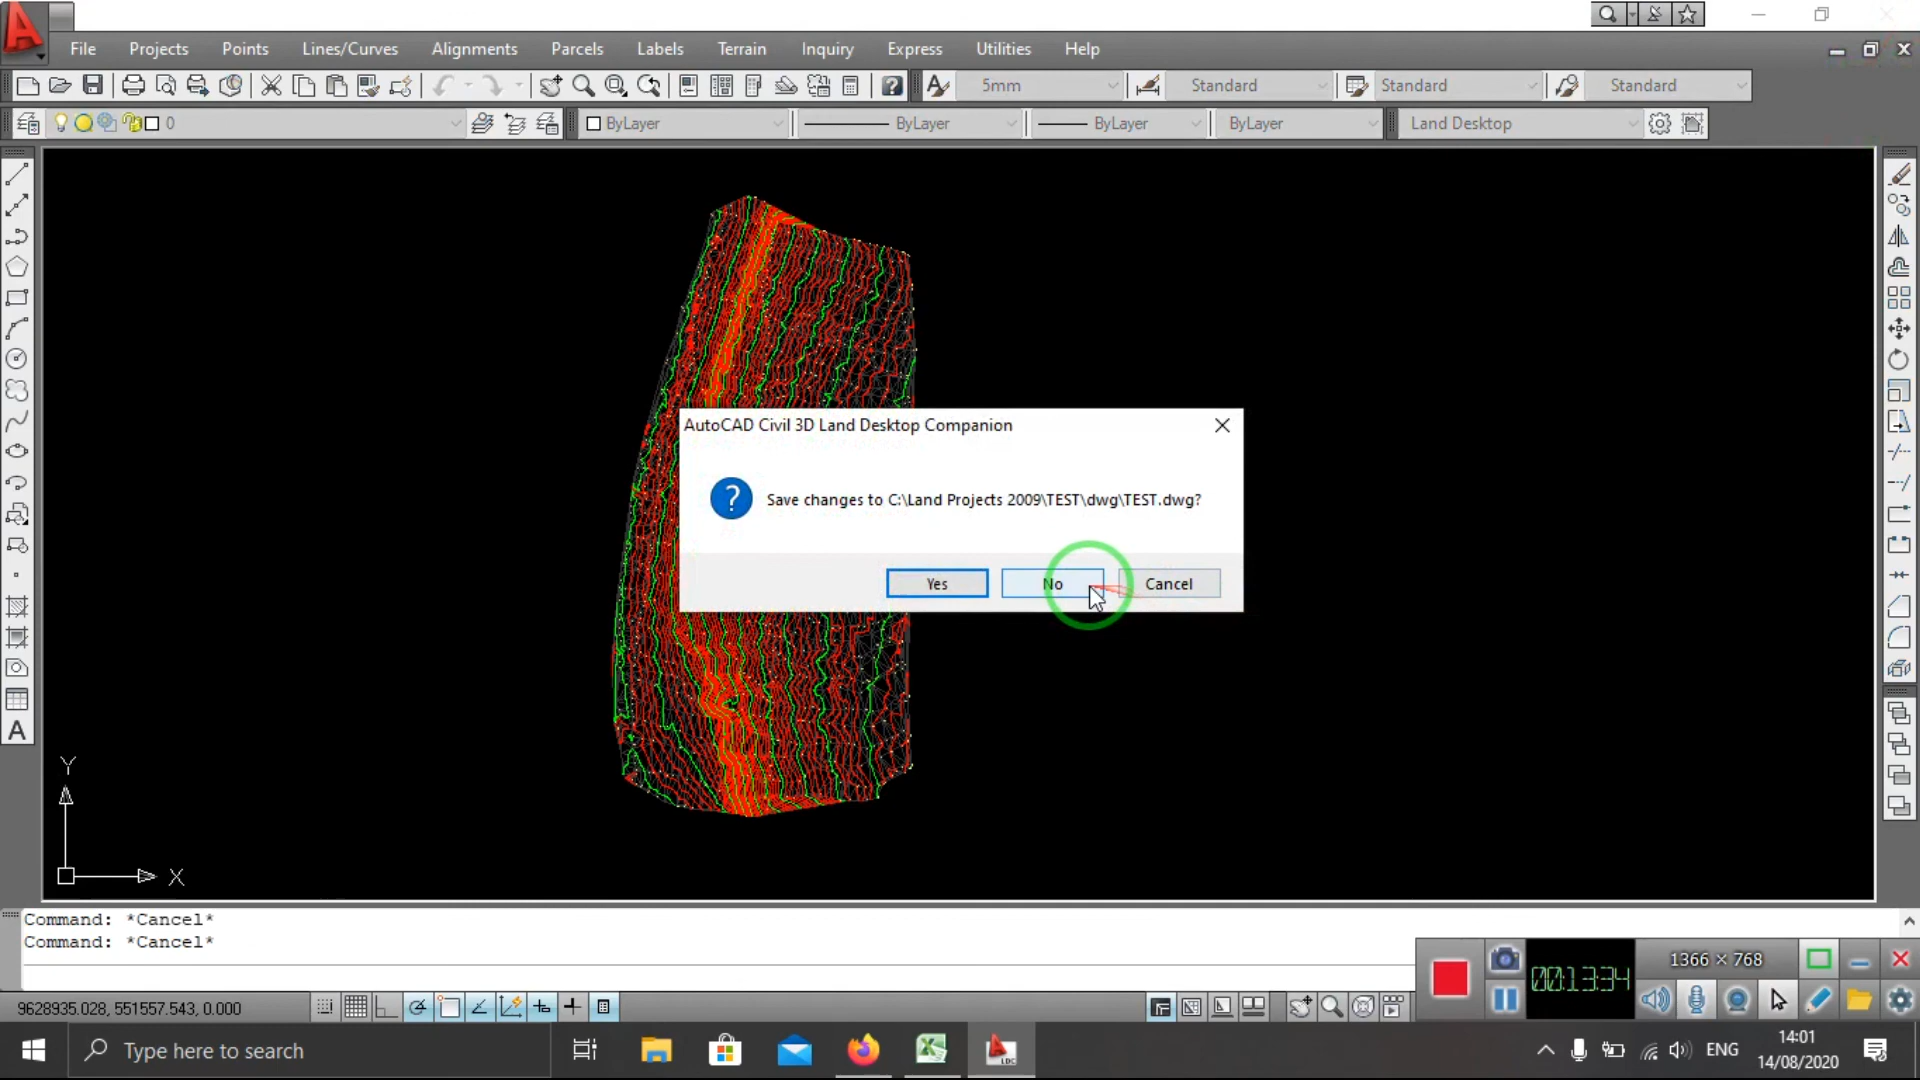 File Projects Points Lines/Curves Alignments Parcels Labels Terrain Inquiry Express Utilities Help
5mm Standard Standard Standard
0 ByLayer ByLayer ByLayer ByLayer Land Desktop
AutoCAD Civil 3D Land Desktop Companion
Save changes to C:\Land Projects 2009\TEST\dwg\TEST.dwg?
Yes No Cancel
Y
X
Command: *Cancel*
Command: *Cancel*
1366 × 768
00:13:34
9628935.028, 551557.543, 0.000
Type here to search
LDC
ENG
14:01
14/08/2020